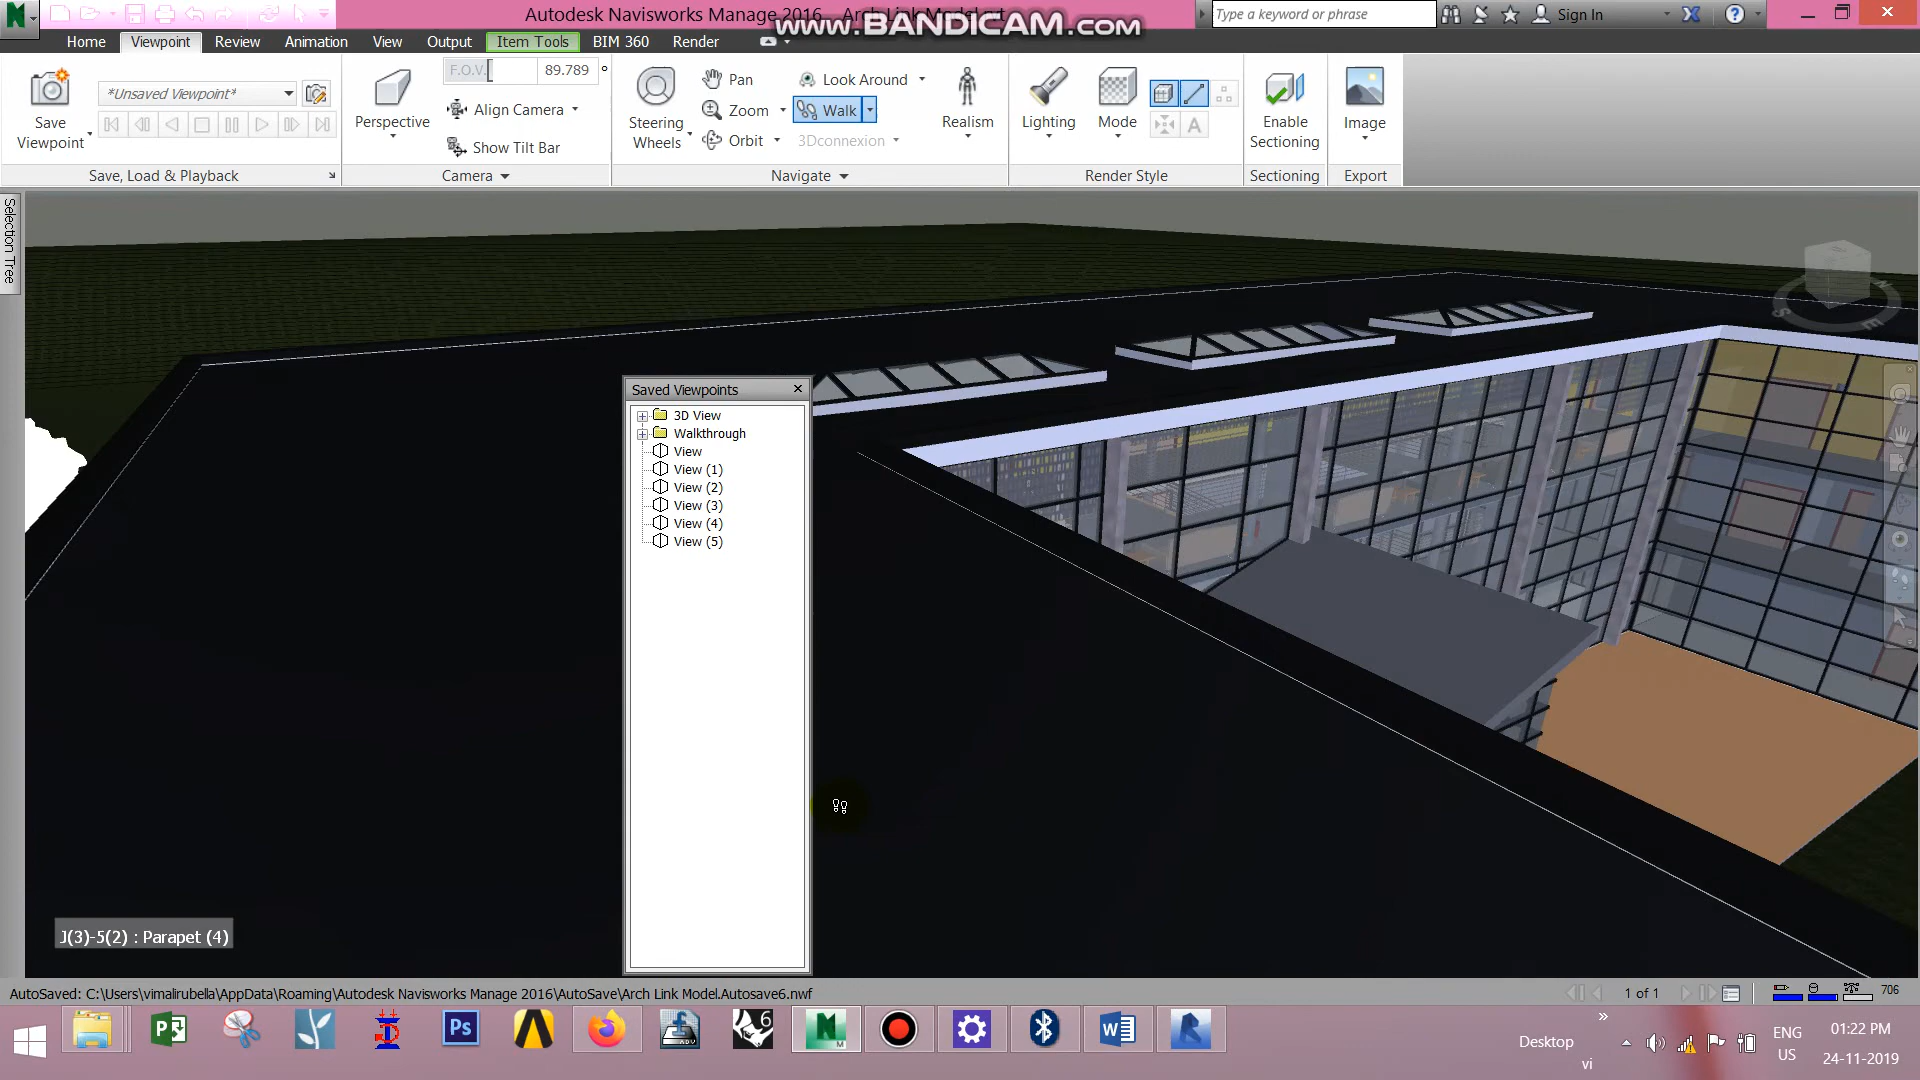 Autodesk Navisworks Manage 2016
www.BANDICAM.com
Type a keyword or phrase
Sign In
Home Viewpoint Review Animation View Output Item Tools BIM 360 Render
Save Viewpoint
*Unsaved Viewpoint*
Save, Load & Playback
Perspective
F.O.V. 89.789 °
Align Camera
Show Tilt Bar
Camera
Steering Wheels
Pan
Zoom
Orbit
Look Around
Walk
3Dconnexion
Realism
Navigate
Lighting
Mode
A
Render Style
Enable Sectioning
Sectioning
Image
Export
Selection Tree
Saved Viewpoints
3D View
Walkthrough
View
View (1)
View (2)
View (3)
View (4)
View (5)
S
E
J(3)-5(2) : Parapet (4)
AutoSaved: C:\Users\vimalirubella\AppData\Roaming\Autodesk Navisworks Manage 2016\AutoSave\Arch Link Model.Autosave6.nwf
1 of 1
706
Desktop
vi
ENG
US
01:22 PM
24-11-2019